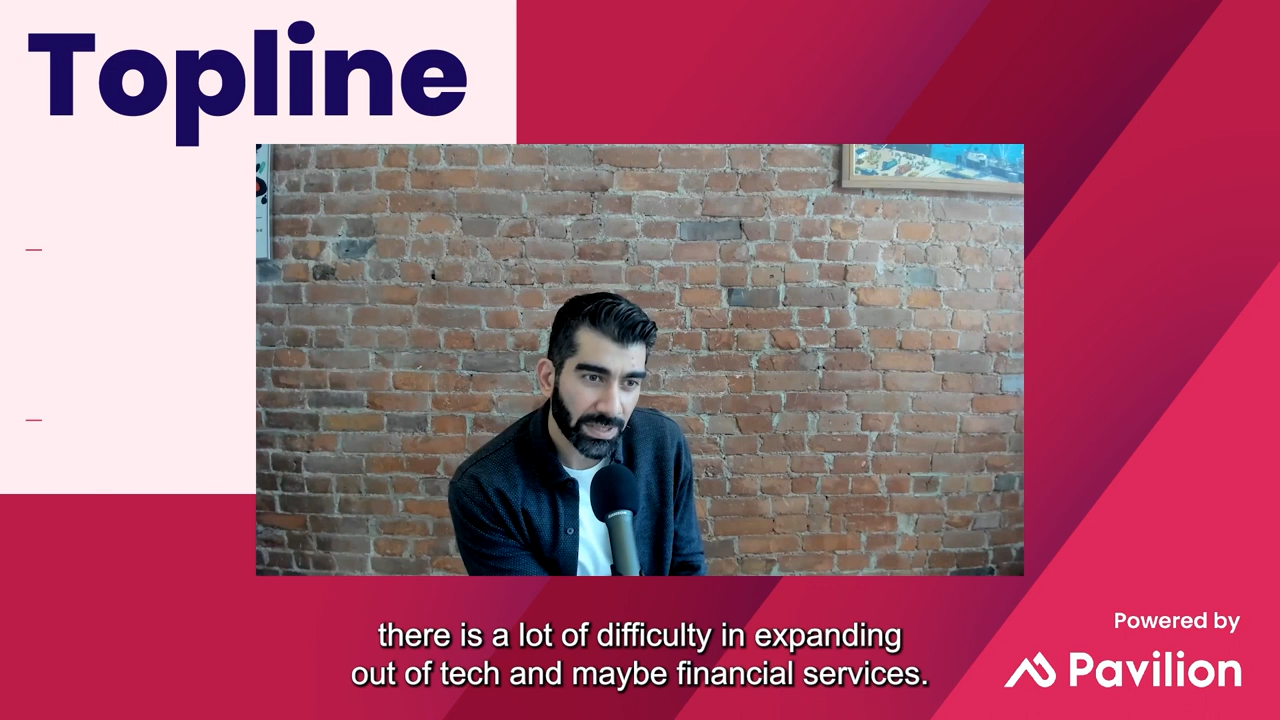 Topline
there is a lot of difficulty in expanding
out of tech and maybe financial services.
Powered by
Pavilion